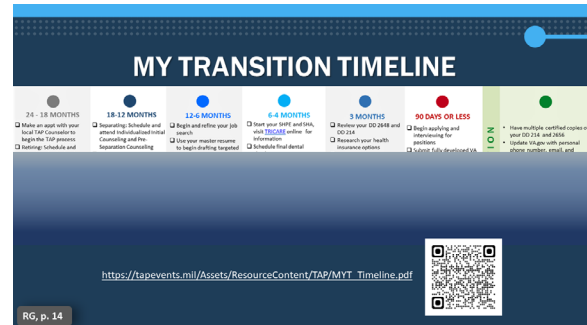 MY TRANSITION TIMELINE
24 - 18 MONTHS
☐ Make an appt with your
local TAP Counselor to
begin the TAP process
☐ Retiring: Schedule and
18-12 MONTHS
☐ Separating: Schedule and
attend Individualized Initial
Counseling and Pre-
Separation Counseling
12-6 MONTHS
☐ Begin and refine your job
search
☐ Use your master resume
to begin drafting targeted
6-4 MONTHS
☐ Start your SHPE and SHA,
visit TRICARE online for
information
☐ Schedule final dental
3 MONTHS
☐ Review your DD 2648 and
DD 214
☐ Research your health
insurance options
90 DAYS OR LESS
☐ Begin applying and
interviewing for
positions
☐ Submit fully developed VA
ION
• Have multiple certified copies o
your DD 214 and 2656
• Update VA.gov with personal
phone number, email, and
https://tapevents.mil/Assets/ResourceContent/TAP/MYT_Timeline.pdf
RG, p. 14